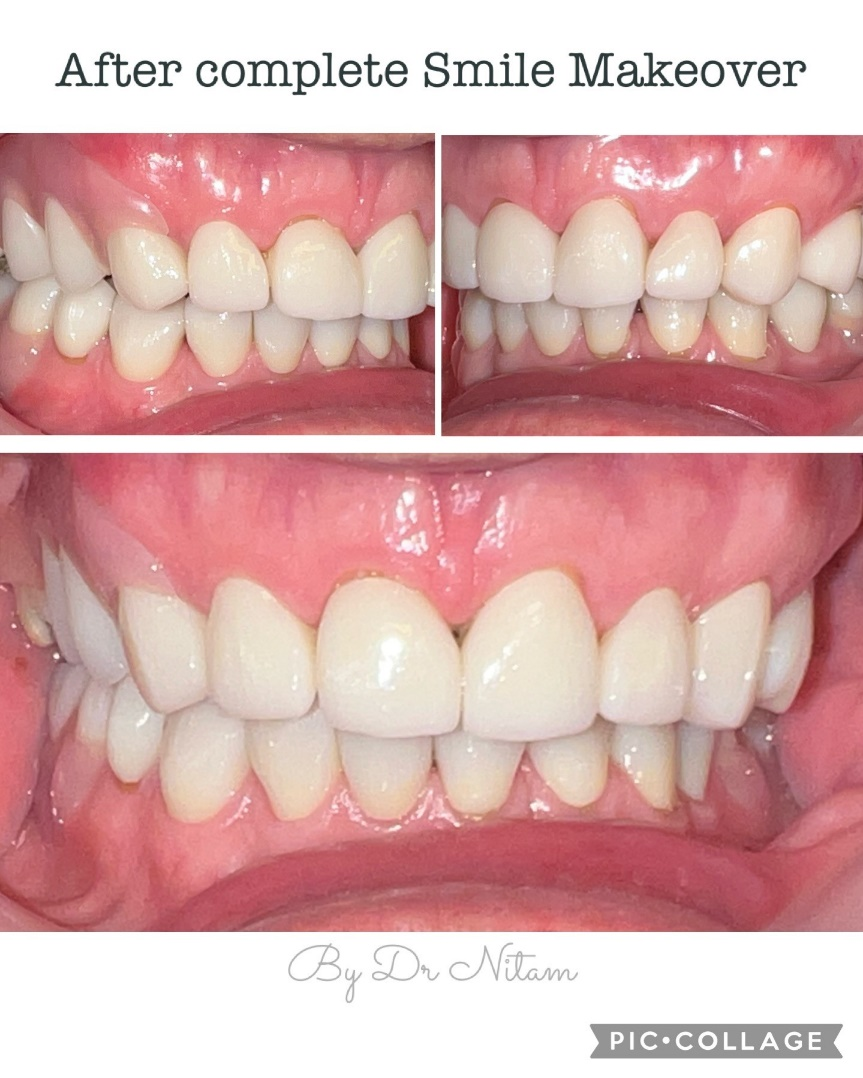 After complete Smile Makeover
By Dr Nitam
PIC•COLLAGE